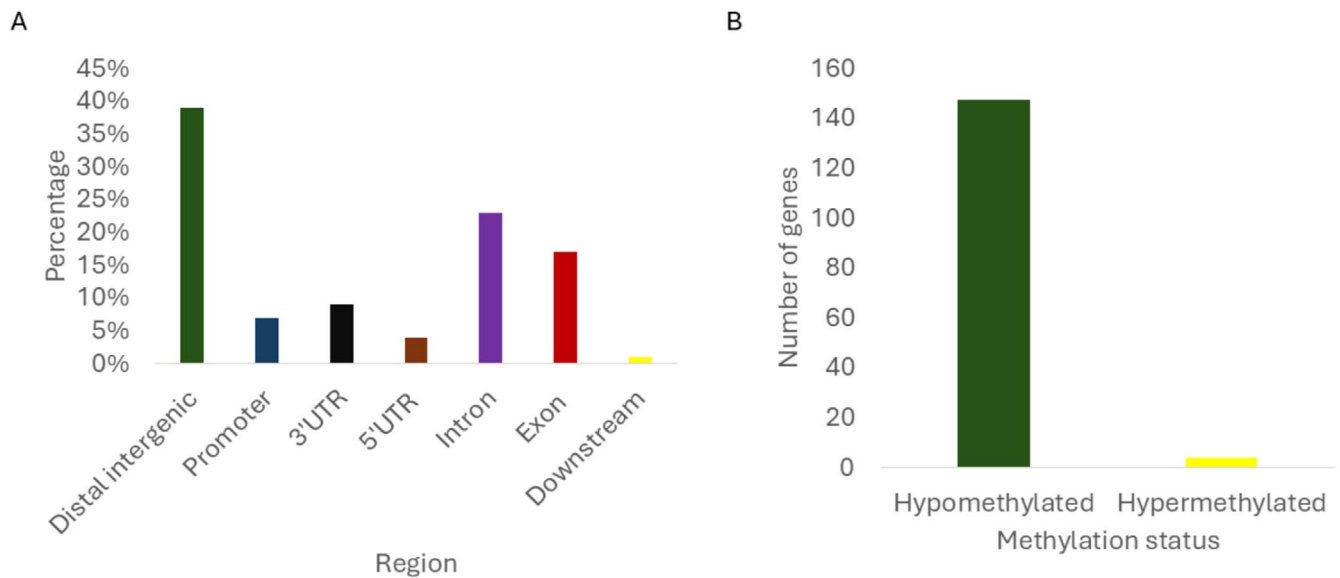 A
45%
40%
35%
30%
25%
20%
15%
10%
5%
0%
Percentage
Distal intergenic
Promoter
3'UTR
5'UTR
Intron
Exon
Downstream
Region
B
160
140
120
100
80
60
40
20
0
Number of genes
Hypomethylated
Hypermethylated
Methylation status